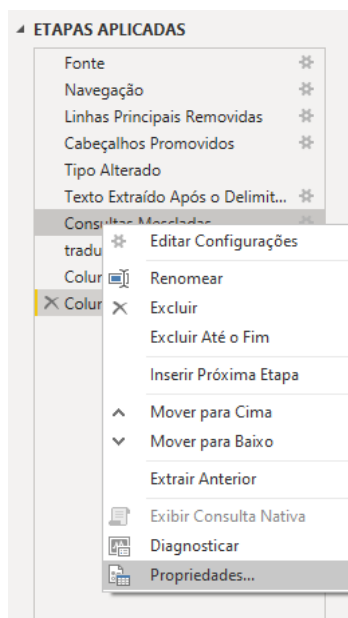 ETAPAS APLICADAS
Fonte
Navegação
Linhas Principais Removidas
Cabeçalhos Promovidos
Tipo Alterado
Texto Extraído Após o Delimit...
Consultas Mescladas
Editar Configurações
tradu
Renomear
Colur
Excluir
Colur
Excluir Até o Fim
Inserir Próxima Etapa
Mover para Cima
Mover para Baixo
Extrair Anterior
Exibir Consulta Nativa
Diagnosticar
Propriedades...